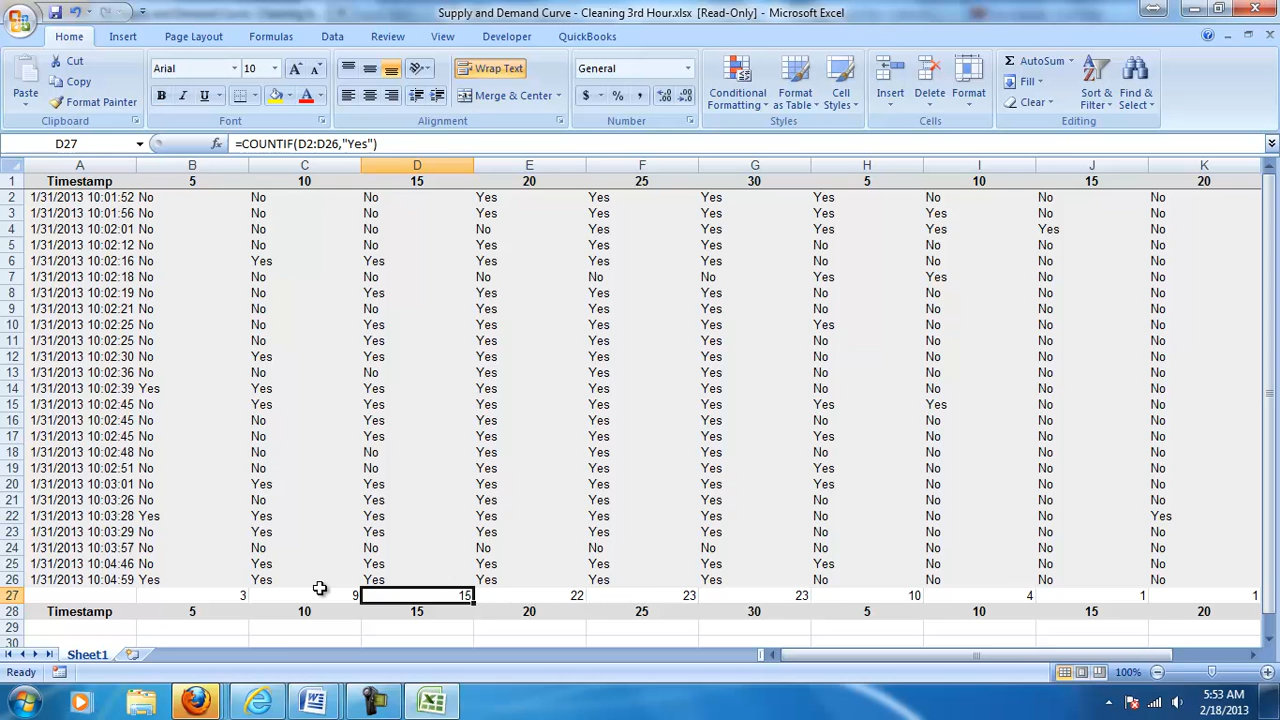 Supply and Demand Curve - Cleaning 3rd Hour.xlsx [Read-Only] - Microsoft Excel
Home Insert Page Layout Formulas Data Review View Developer QuickBooks
Paste Cut Copy Format Painter Clipboard
Arial 10 A A B I U A Font
Wrap Text Merge & Center Alignment
General $ % , Number
Conditional Formatting Format as Table Cell Styles Styles
Insert Delete Format Cells
Σ AutoSum Fill Clear Sort & Filter Find & Select Editing
D27 fx =COUNTIF(D2:D26,"Yes")
A B C D E F G H I J K
1 Timestamp 5 10 15 20 25 30 5 10 15 20
2 1/31/2013 10:01:52 No No No Yes Yes Yes Yes No No No
3 1/31/2013 10:01:56 No No No Yes Yes Yes Yes Yes No No
4 1/31/2013 10:02:01 No No No No Yes Yes Yes Yes Yes No
5 1/31/2013 10:02:12 No No No Yes Yes Yes No No No No
6 1/31/2013 10:02:16 No Yes Yes Yes Yes Yes No No No No
7 1/31/2013 10:02:18 No No No No No No Yes Yes No No
8 1/31/2013 10:02:19 No No Yes Yes Yes Yes No No No No
9 1/31/2013 10:02:21 No No No Yes Yes Yes No No No No
10 1/31/2013 10:02:25 No No Yes Yes Yes Yes Yes No No No
11 1/31/2013 10:02:25 No No Yes Yes Yes Yes No No No No
12 1/31/2013 10:02:30 No Yes Yes Yes Yes Yes No No No No
13 1/31/2013 10:02:36 No No No Yes Yes Yes No No No No
14 1/31/2013 10:02:39 Yes Yes Yes Yes Yes Yes No No No No
15 1/31/2013 10:02:45 No Yes Yes Yes Yes Yes Yes Yes No No
16 1/31/2013 10:02:45 No No Yes Yes Yes Yes No No No No
17 1/31/2013 10:02:45 No No Yes Yes Yes Yes Yes No No No
18 1/31/2013 10:02:48 No No No Yes Yes Yes No No No No
19 1/31/2013 10:02:51 No No No Yes Yes Yes Yes No No No
20 1/31/2013 10:03:01 No Yes Yes Yes Yes Yes Yes No No No
21 1/31/2013 10:03:26 No No Yes Yes Yes Yes No No No No
22 1/31/2013 10:03:28 Yes Yes Yes Yes Yes Yes No No No Yes
23 1/31/2013 10:03:29 No Yes Yes Yes Yes Yes No No No No
24 1/31/2013 10:03:57 No No No No No No No No No No
25 1/31/2013 10:04:46 No Yes Yes Yes Yes Yes Yes No No No
26 1/31/2013 10:04:59 Yes Yes Yes Yes Yes Yes No No No No
27 3 9 15 22 23 23 10 4 1 1
28 Timestamp 5 10 15 20 25 30 5 10 15 20
29
30
Sheet1
Ready 100%
5:53 AM
2/18/2013